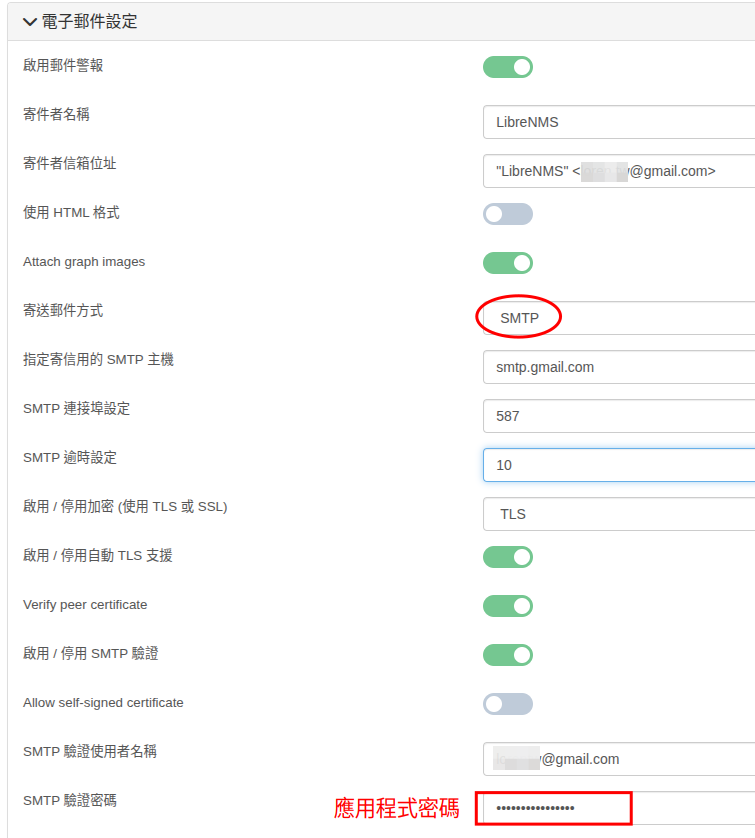 電子郵件設定
啟用郵件警報
寄件者名稱 LibreNMS
寄件者信箱位址 "LibreNMS" < @gmail.com>
使用 HTML 格式
Attach graph images
寄送郵件方式 SMTP
指定寄信用的 SMTP 主機 smtp.gmail.com
SMTP 連接埠設定 587
SMTP 逾時設定 10
啟用 / 停用加密 (使用 TLS 或 SSL) TLS
啟用 / 停用自動 TLS 支援
Verify peer certificate
啟用 / 停用 SMTP 驗證
Allow self-signed certificate
SMTP 驗證使用者名稱 @gmail.com
SMTP 驗證密碼 應用程式密碼 ••••••••••••••••